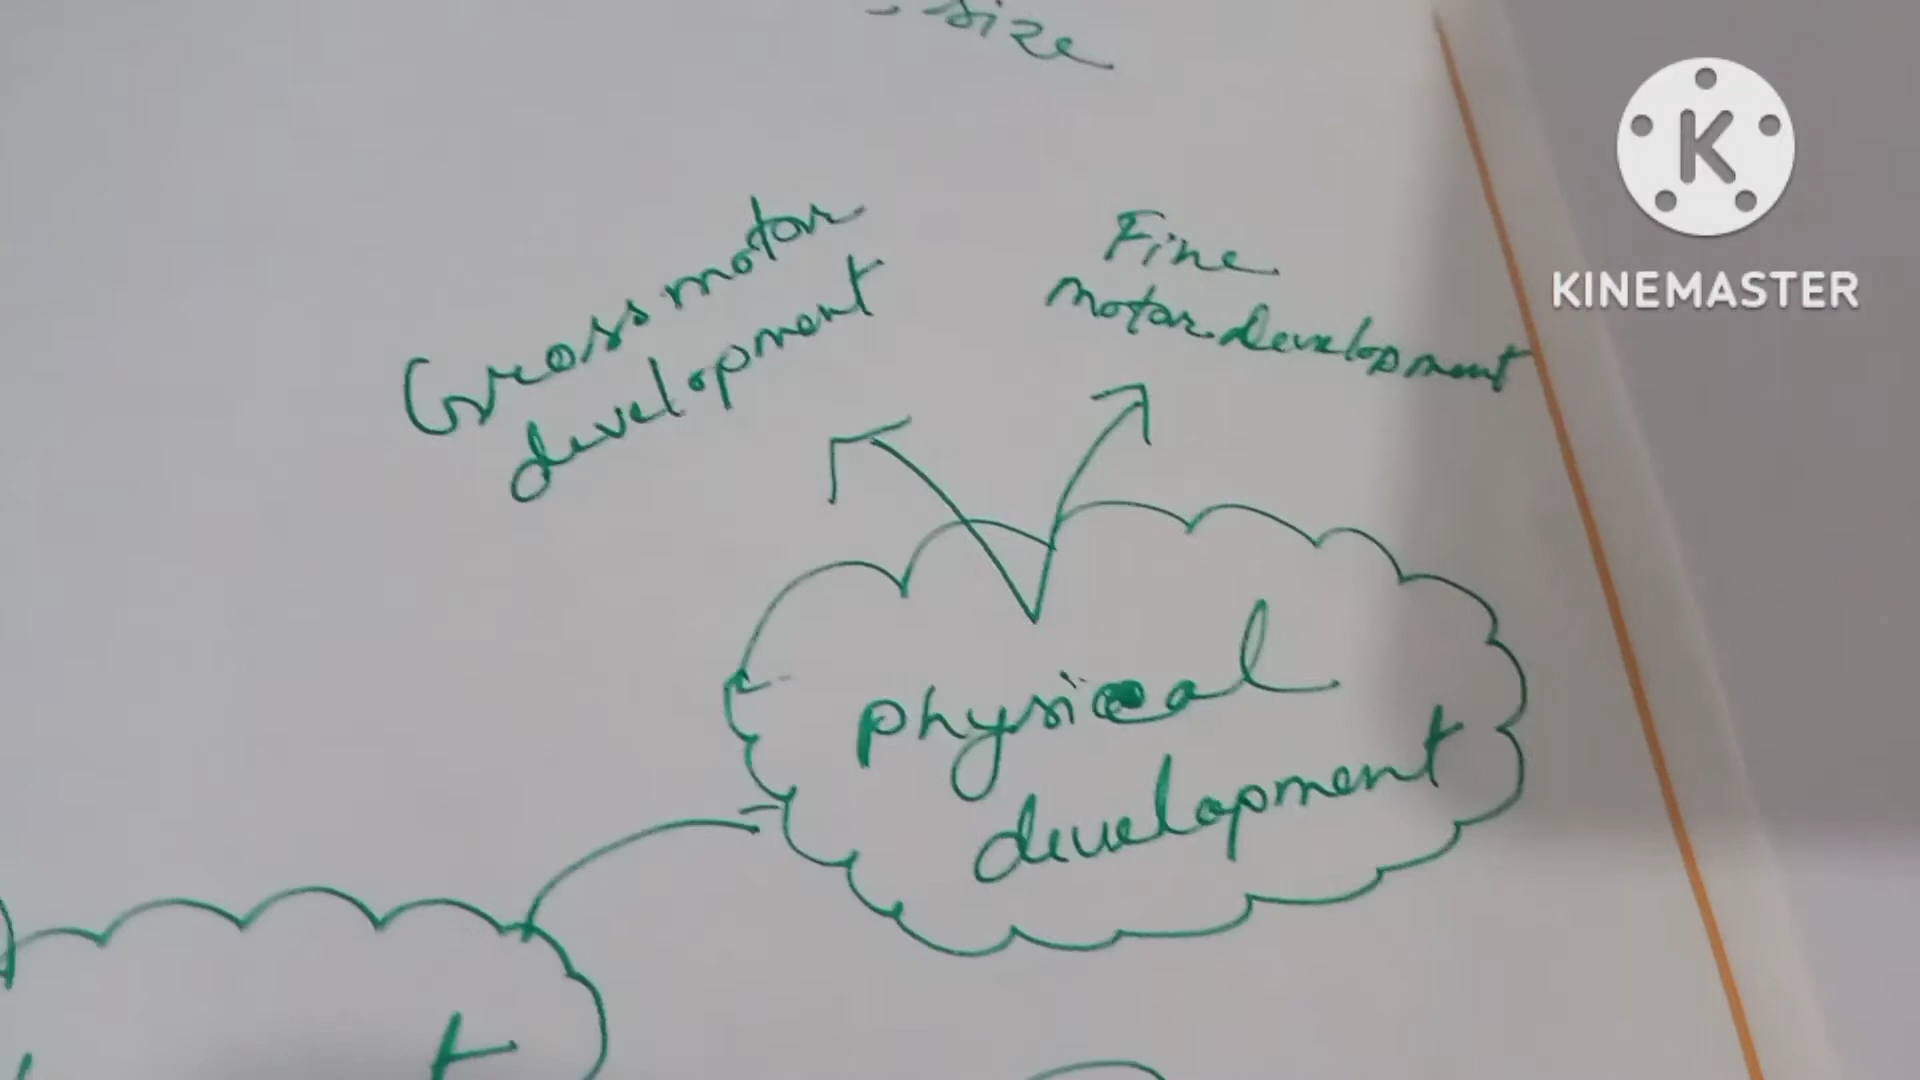 - size
Gross motor
development
Fine
motor development
physical
development
K
KINEMASTER